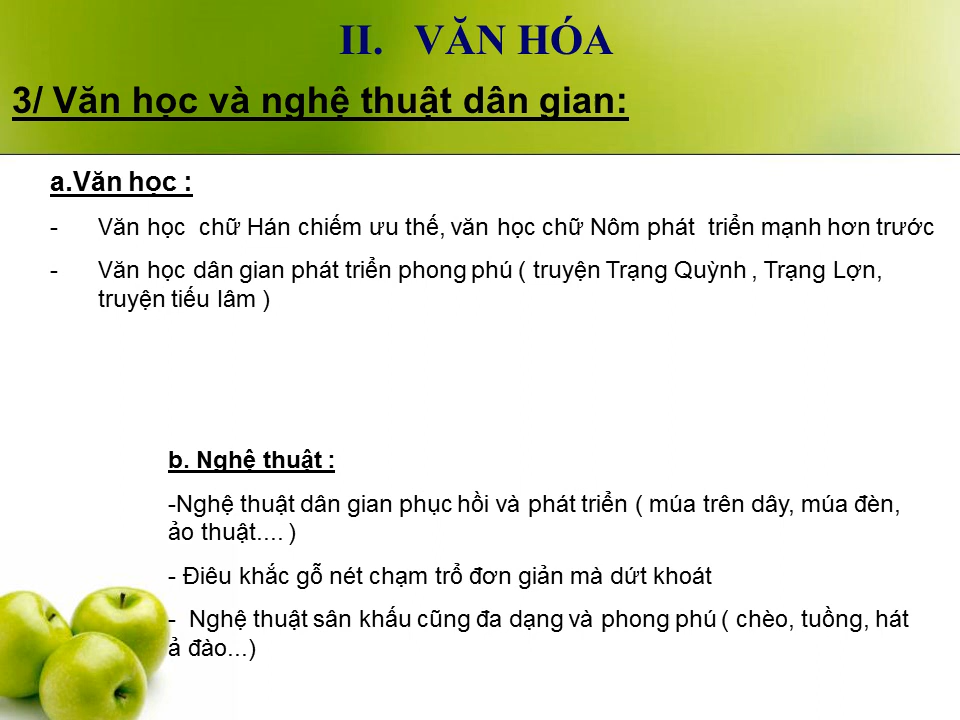 II. VĂN HÓA
3/ Văn học và nghệ thuật dân gian:
a.Văn học :
- Văn học chữ Hán chiếm ưu thế, văn học chữ Nôm phát triển mạnh hơn trước
- Văn học dân gian phát triển phong phú ( truyện Trạng Quỳnh , Trạng Lợn,
truyện tiếu lâm )
b. Nghệ thuật :
-Nghệ thuật dân gian phục hồi và phát triển ( múa trên dây, múa đèn,
ảo thuật.... )
- Điêu khắc gỗ nét chạm trổ đơn giản mà dứt khoát
- Nghệ thuật sân khấu cũng đa dạng và phong phú ( chèo, tuồng, hát
ả đào...)